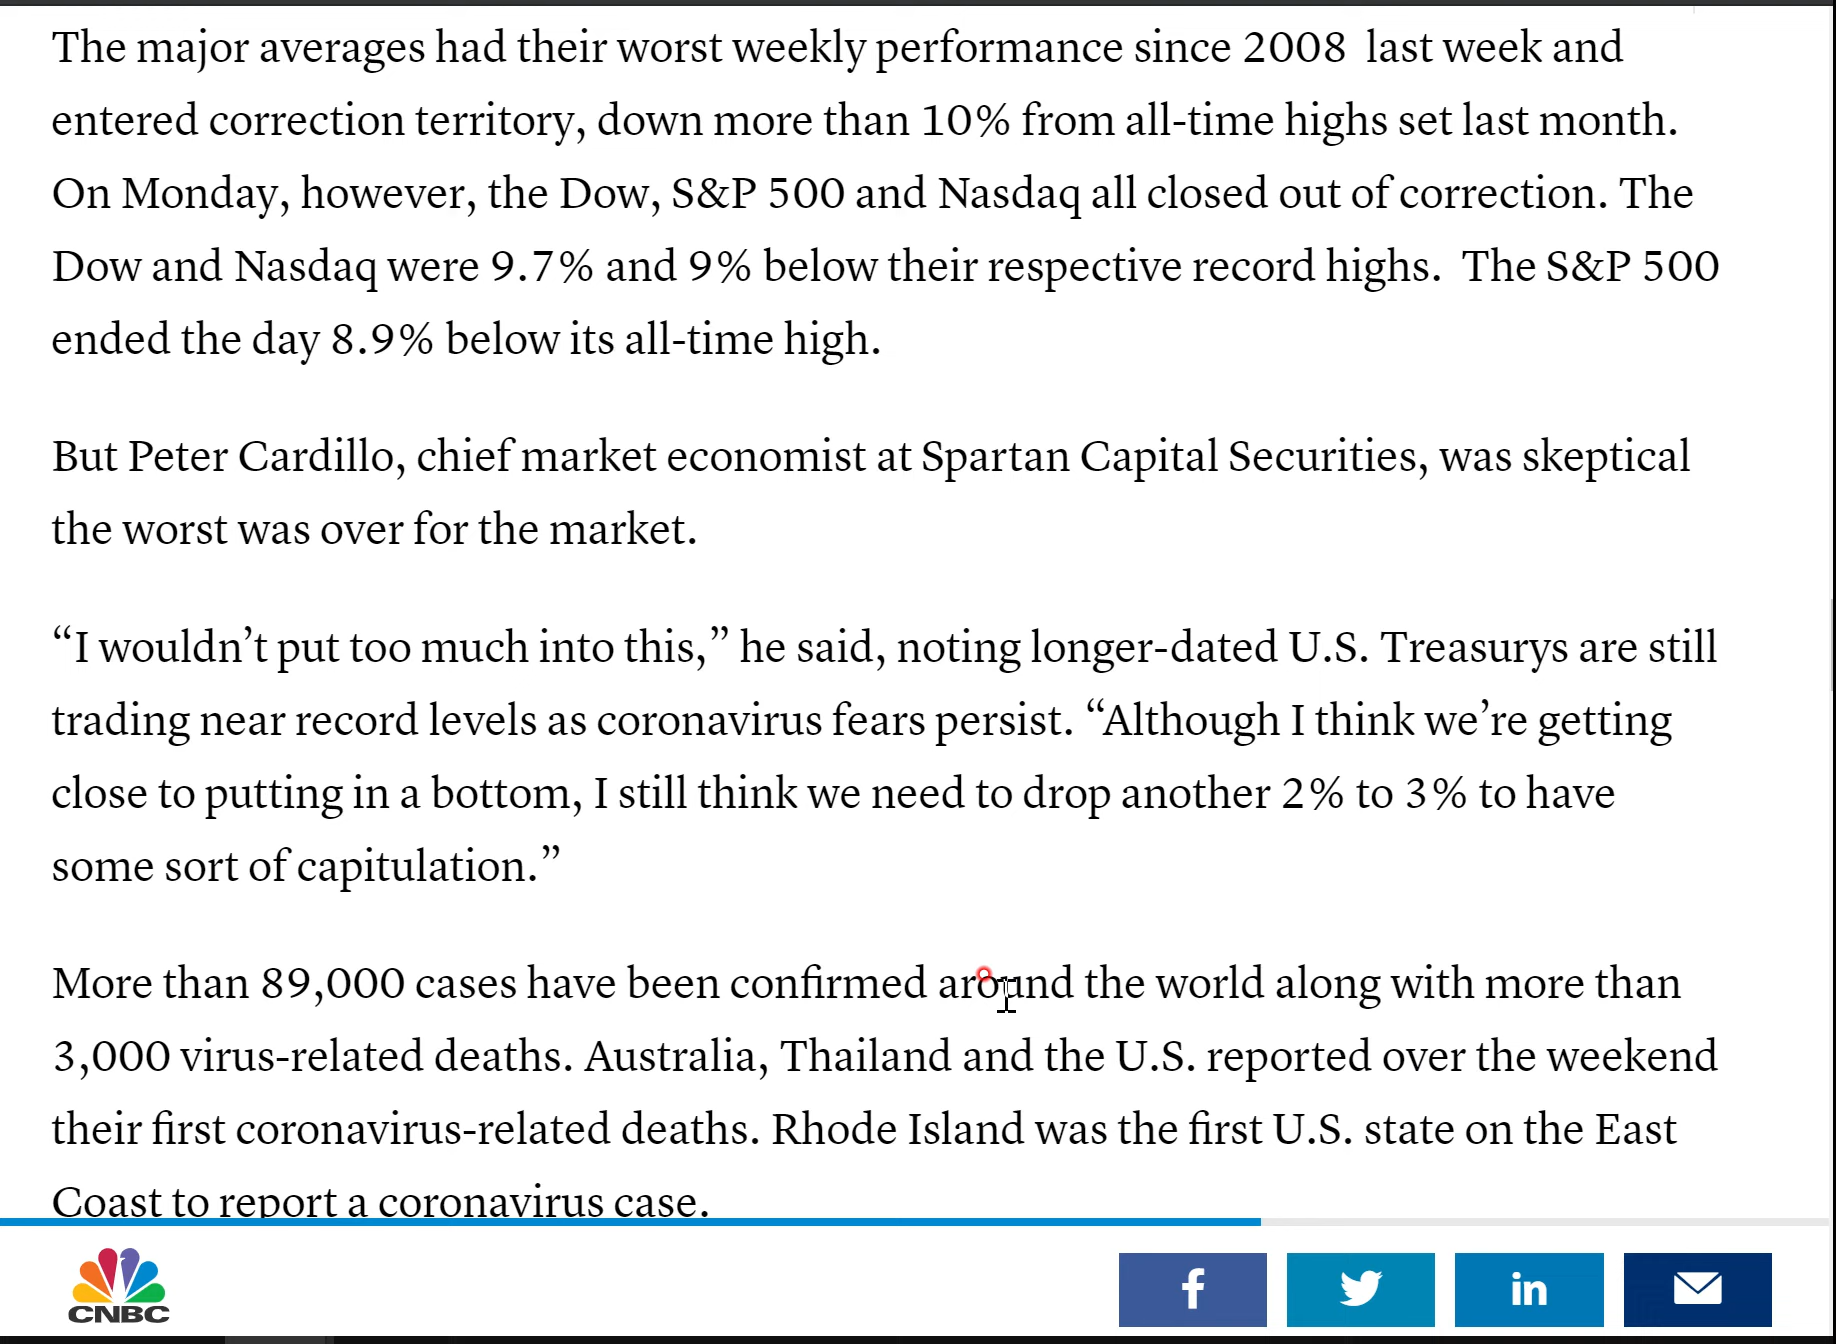 The major averages had their worst weekly performance since 2008 last week and
entered correction territory, down more than 10% from all-time highs set last month.
On Monday, however, the Dow, S&P 500 and Nasdaq all closed out of correction. The
Dow and Nasdaq were 9.7% and 9% below their respective record highs. The S&P 500
ended the day 8.9% below its all-time high.
But Peter Cardillo, chief market economist at Spartan Capital Securities, was skeptical
the worst was over for the market.
“I wouldn’t put too much into this,” he said, noting longer-dated U.S. Treasurys are still
trading near record levels as coronavirus fears persist. “Although I think we’re getting
close to putting in a bottom, I still think we need to drop another 2% to 3% to have
some sort of capitulation.”
More than 89,000 cases have been confirmed around the world along with more than
3,000 virus-related deaths. Australia, Thailand and the U.S. reported over the weekend
their first coronavirus-related deaths. Rhode Island was the first U.S. state on the East
Coast to report a coronavirus case.
CNBC
f
in